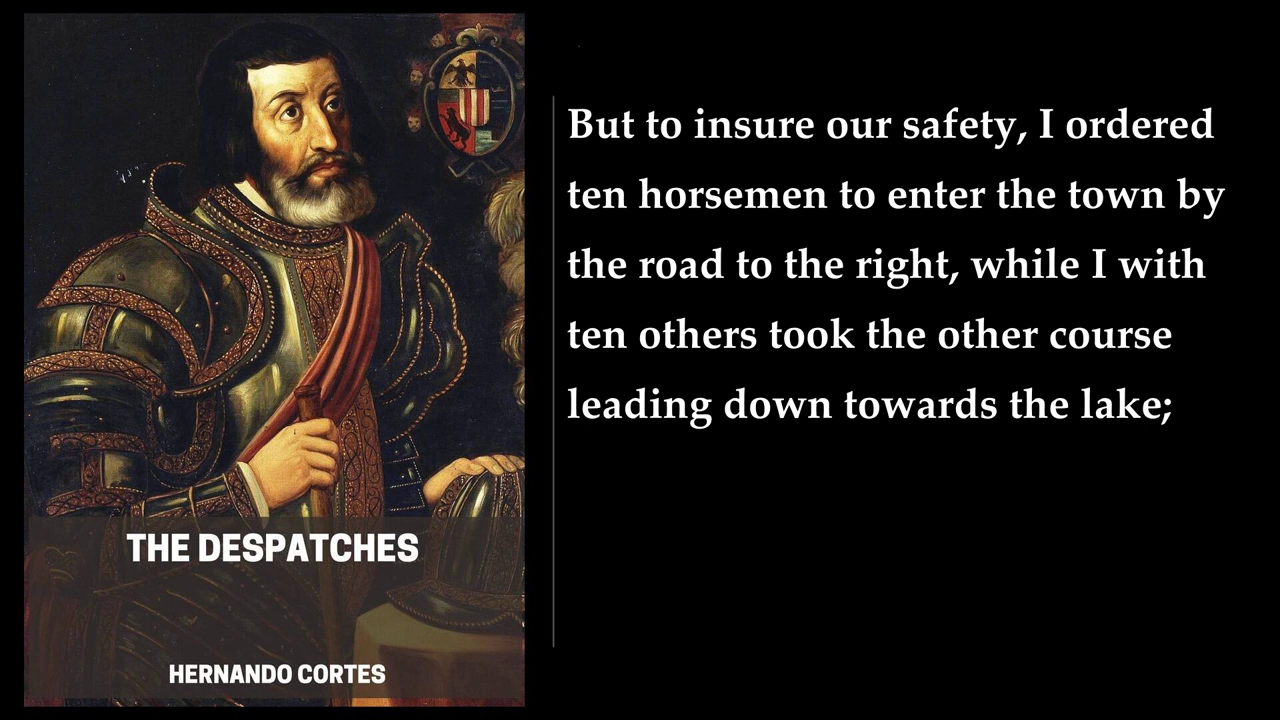 THE DESPATCHES
HERNANDO CORTES
But to insure our safety, I ordered
ten horsemen to enter the town by
the road to the right, while I with
ten others took the other course
leading down towards the lake;